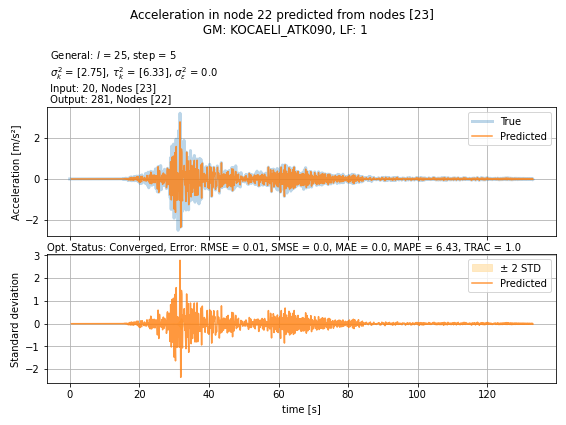 Acceleration in node 22 predicted from nodes [23]
GM: KOCAELI_ATK090, LF: 1
General: l = 25, step = 5
σ²ₖ = [2.75], τ²ₖ = [6.33], σ²ε = 0.0
Input: 20, Nodes [23]
Output: 281, Nodes [22]
Acceleration [m/s²]
2
0
−2
True
Predicted
Opt. Status: Converged, Error: RMSE = 0.01, SMSE = 0.0, MAE = 0.0, MAPE = 6.43, TRAC = 1.0
Standard deviation
3
2
1
0
−1
−2
± 2 STD
Predicted
0 20 40 60 80 100 120
time [s]